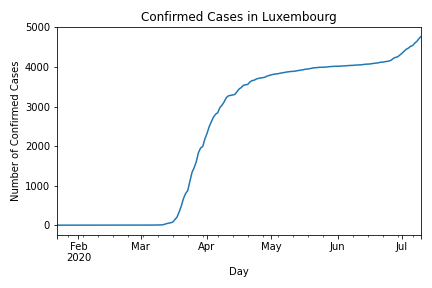 Confirmed Cases in Luxembourg
5000
4000
3000
2000
1000
0
Number of Confirmed Cases
Feb Mar Apr May Jun Jul
2020
Day